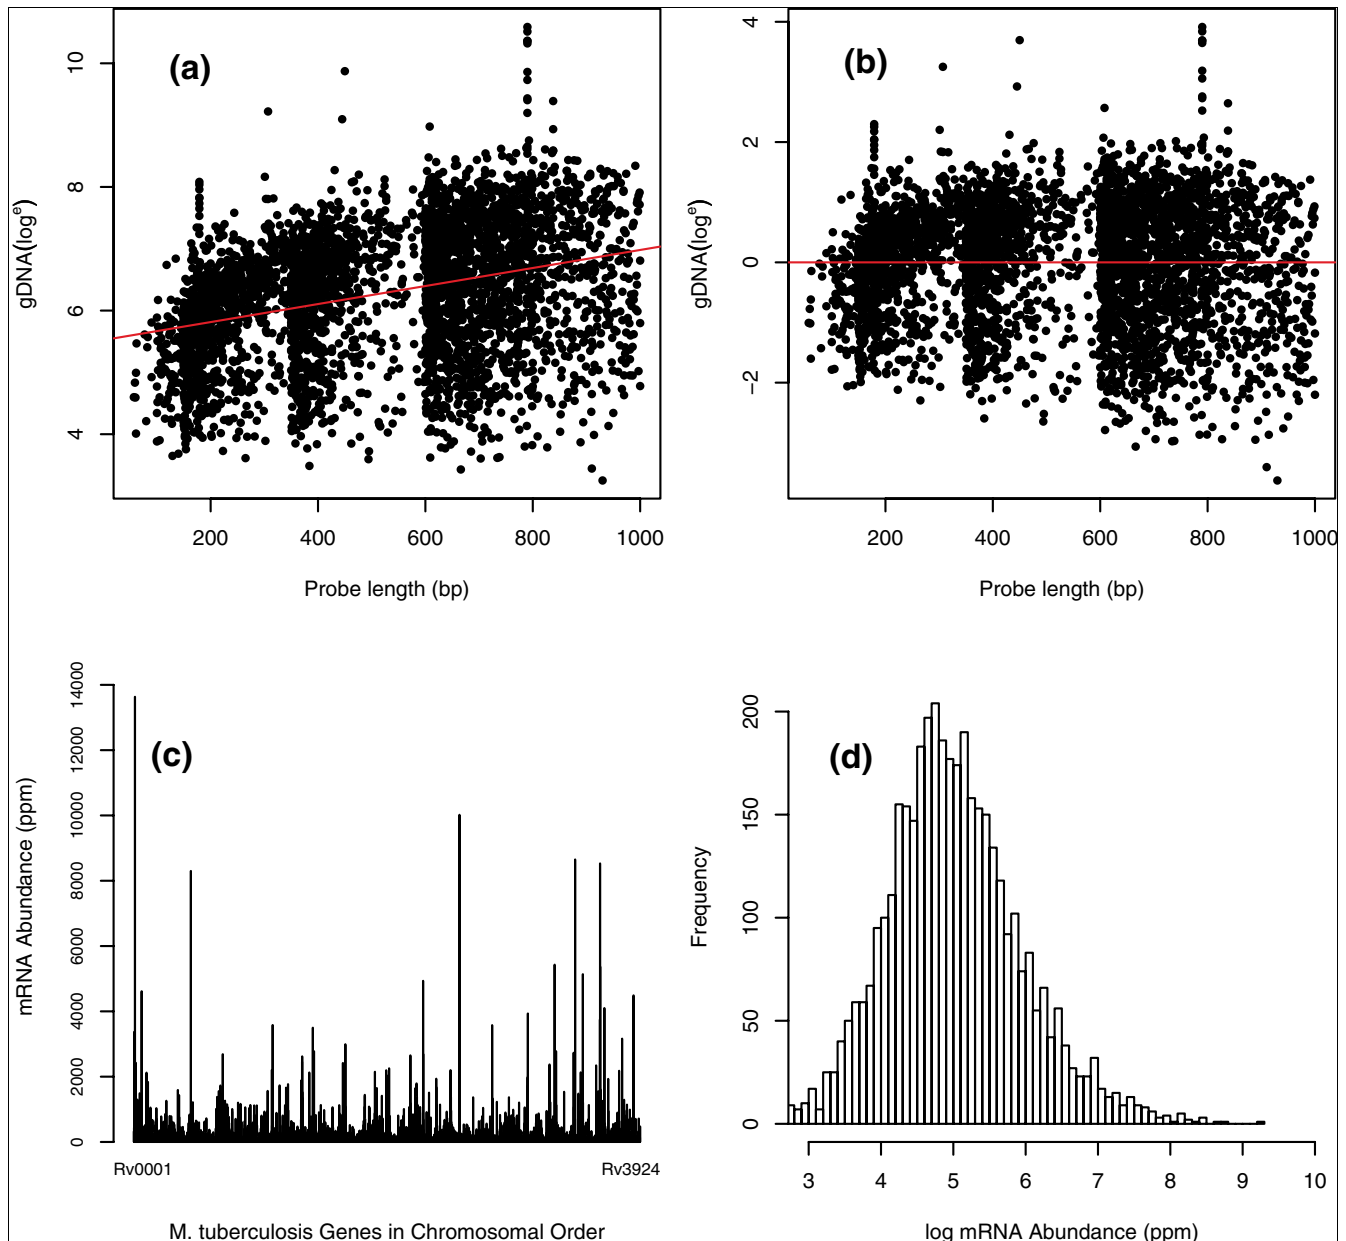 (a)
gDNA(logᵉ)
10
8
6
4
200 400 600 800 1000
Probe length (bp)
(b)
gDNA(logᵉ)
4
2
0
−2
200 400 600 800 1000
Probe length (bp)
(c)
mRNA Abundance (ppm)
14000
12000
10000
8000
6000
4000
2000
0
Rv0001 Rv3924
M. tuberculosis Genes in Chromosomal Order
(d)
Frequency
200
150
100
50
0
3 4 5 6 7 8 9 10
log mRNA Abundance (ppm)